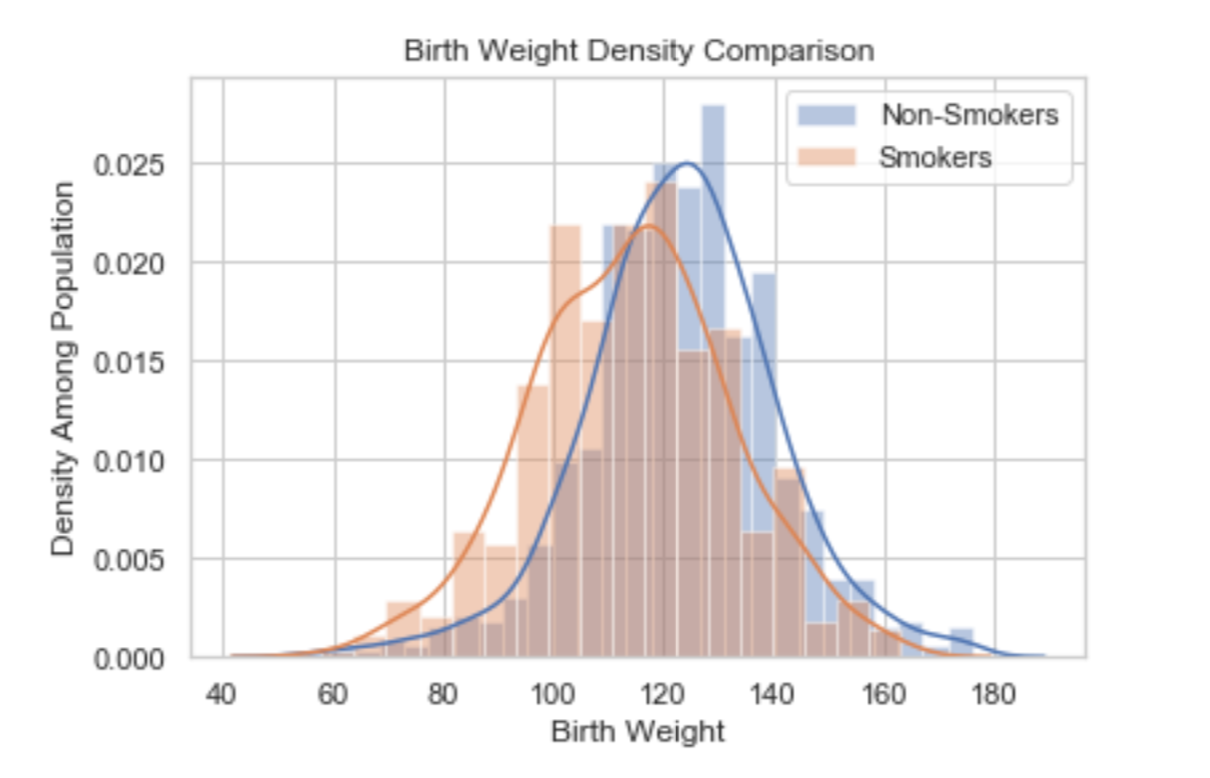 Birth Weight Density Comparison
Non-Smokers
Smokers
Density Among Population
0.025
0.020
0.015
0.010
0.005
0.000
40 60 80 100 120 140 160 180
Birth Weight